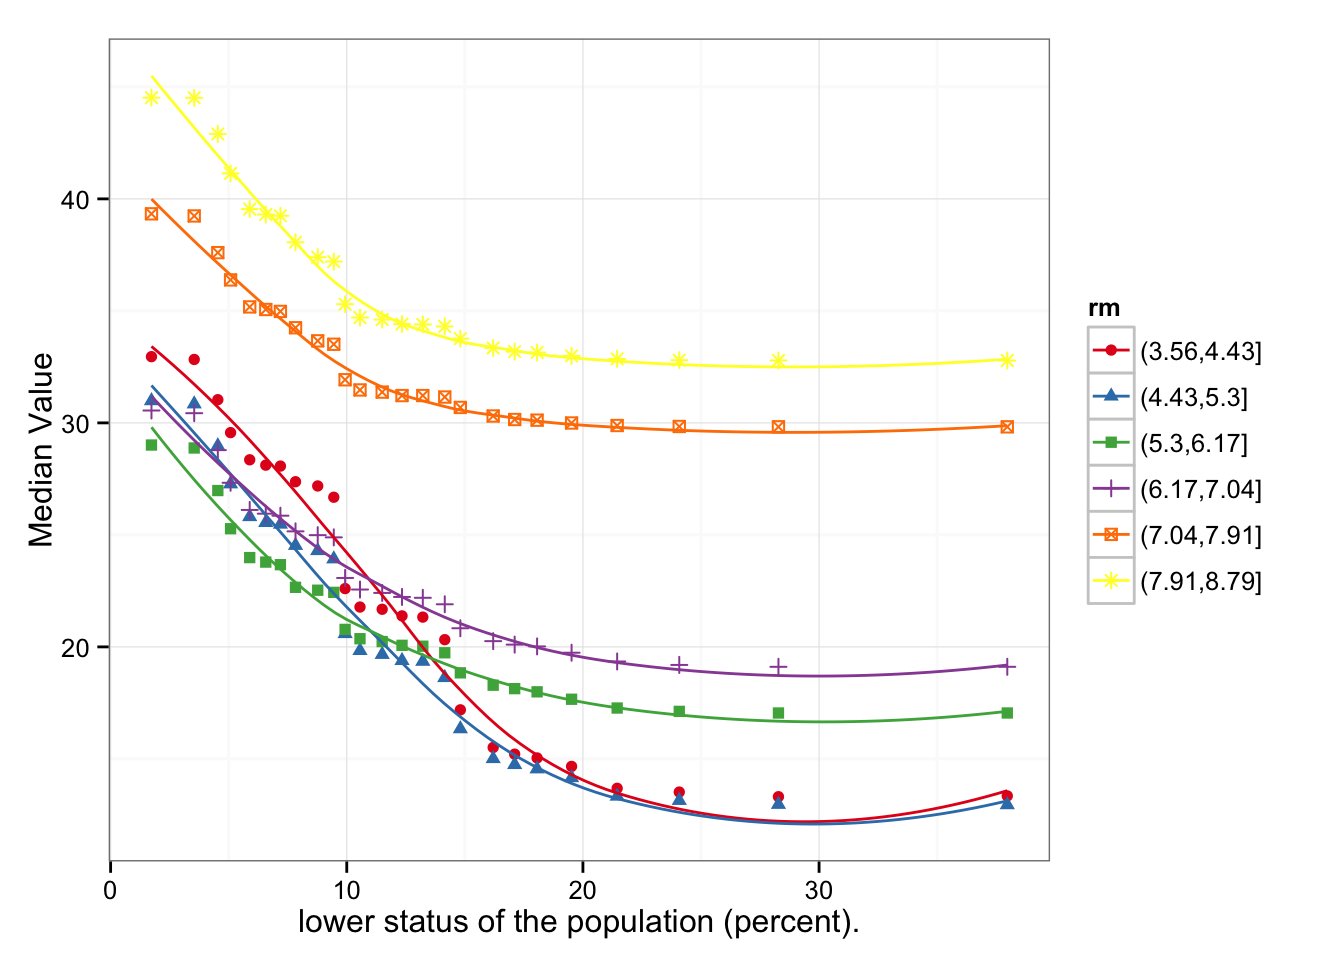 40
30
20
Median Value
0 10 20 30
lower status of the population (percent).
rm
(3.56,4.43]
(4.43,5.3]
(5.3,6.17]
(6.17,7.04]
(7.04,7.91]
(7.91,8.79]